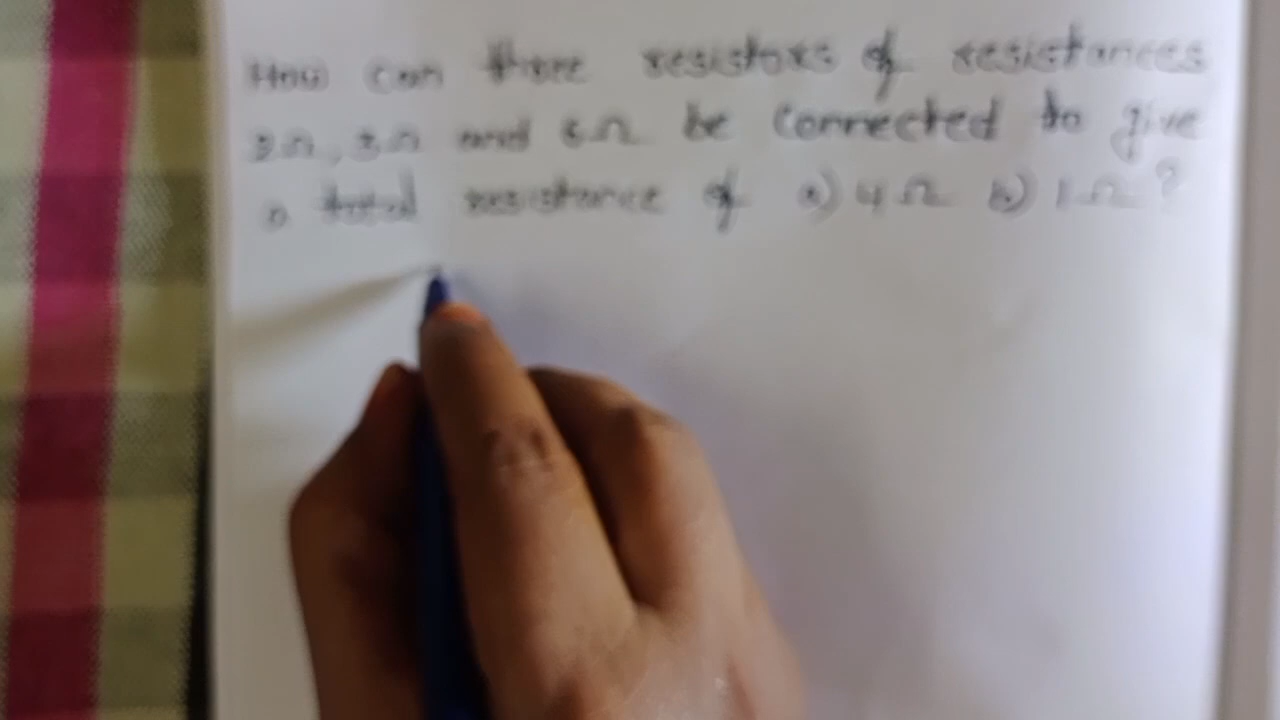 How can three resistors of resistances
2Ω, 3Ω and 6Ω be connected to give
a total resistance of a) 4Ω b) 1Ω ?